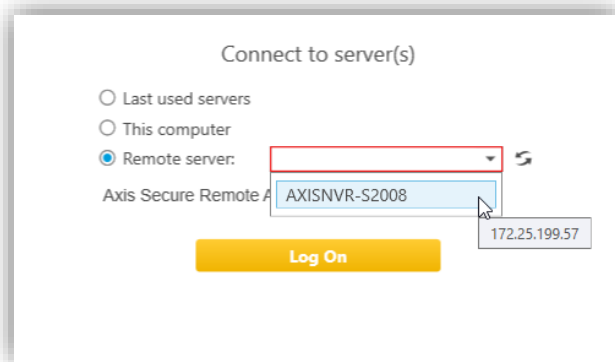 Connect to server(s)
Last used servers
This computer
Remote server:
Axis Secure Remote A
AXISNVR-S2008
172.25.199.57
Log On